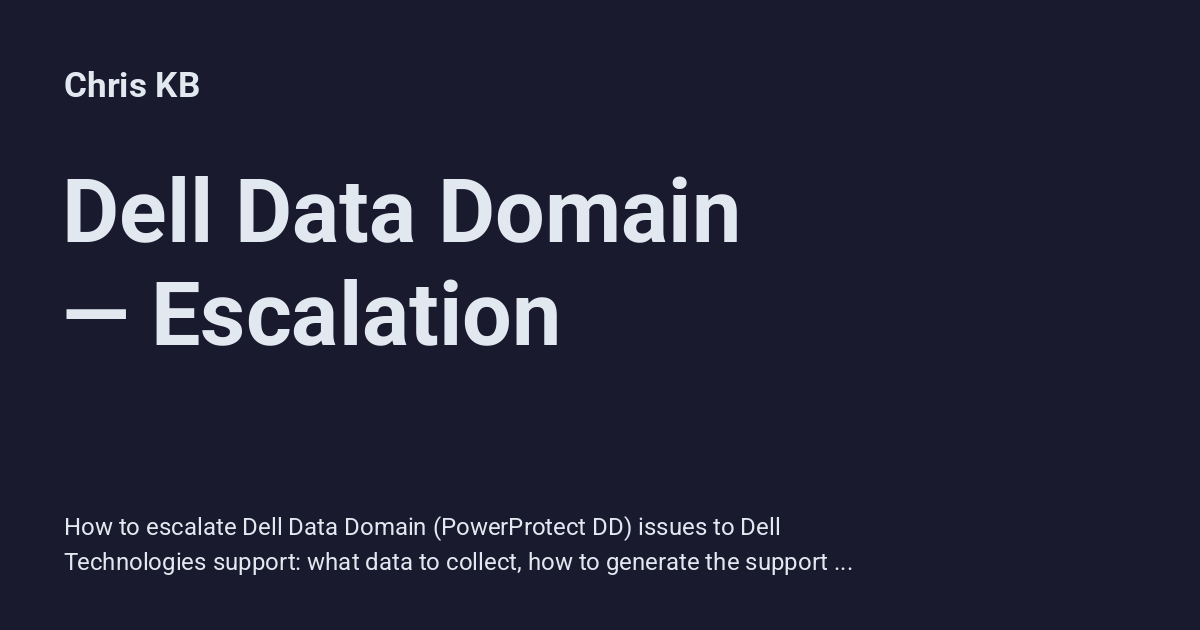 Chris KB
Dell Data Domain
— Escalation
How to escalate Dell Data Domain (PowerProtect DD) issues to Dell
Technologies support: what data to collect, how to generate the support ...